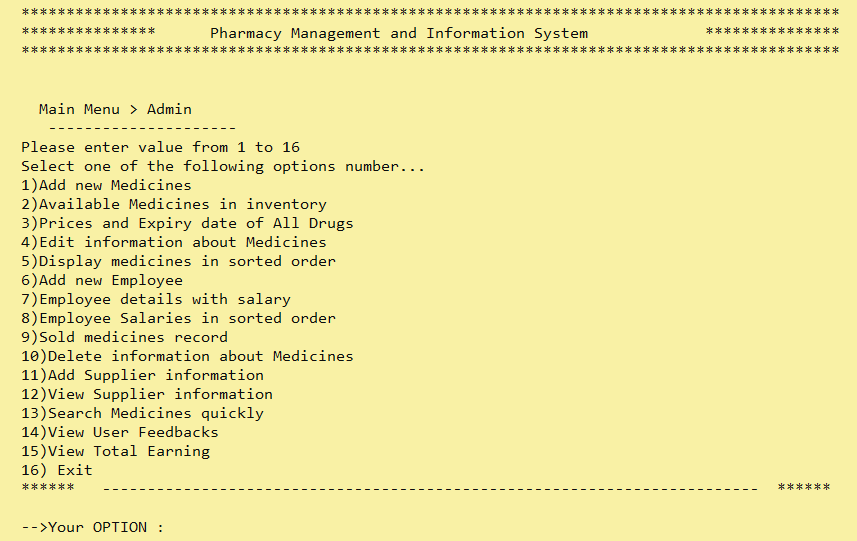 *******************************************************************************************
***************      Pharmacy Management and Information System             ***************
*******************************************************************************************
  Main Menu > Admin
   ---------------------
Please enter value from 1 to 16
Select one of the following options number...
1)Add new Medicines
2)Available Medicines in inventory
3)Prices and Expiry date of All Drugs
4)Edit information about Medicines
5)Display medicines in sorted order
6)Add new Employee
7)Employee details with salary
8)Employee Salaries in sorted order
9)Sold medicines record
10)Delete information about Medicines
11)Add Supplier information
12)View Supplier information
13)Search Medicines quickly
14)View User Feedbacks
15)View Total Earning
16) Exit
******   -------------------------------------------------------------------------  ******
-->Your OPTION :